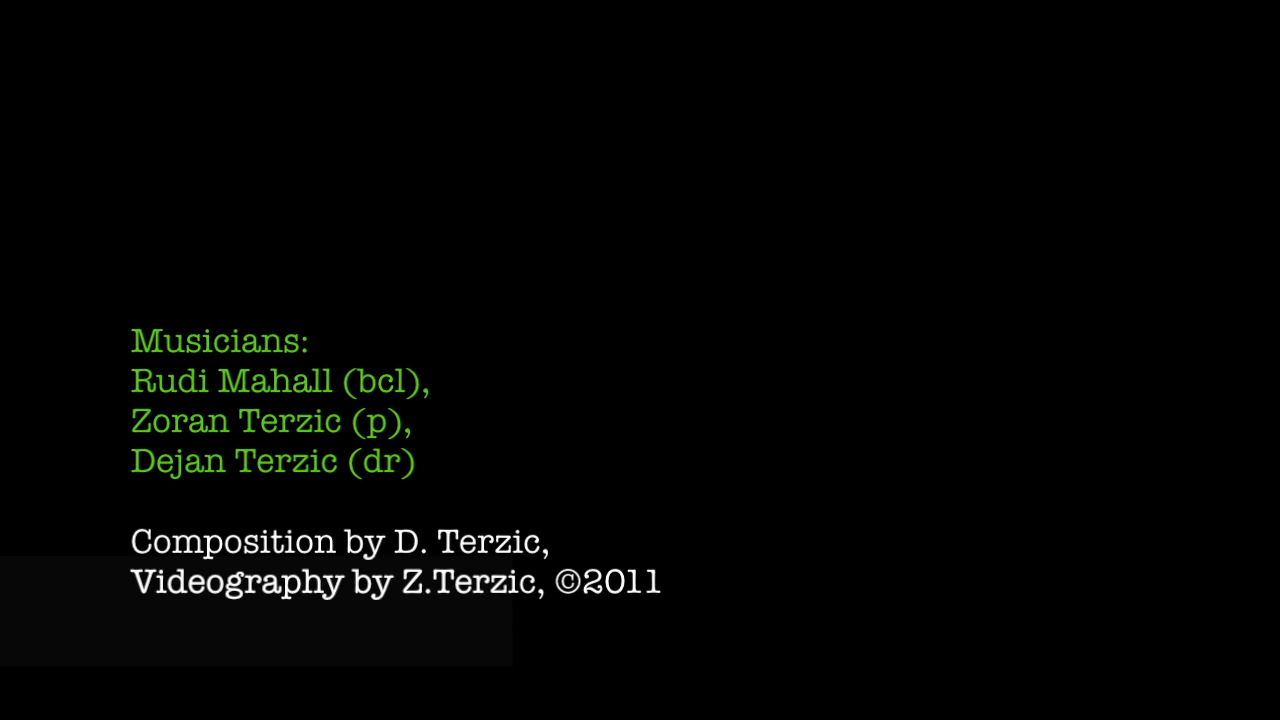 Musicians:
Rudi Mahall (bcl),
Zoran Terzic (p),
Dejan Terzic (dr)
Composition by D. Terzic,
Videography by Z.Terzic, ©2011